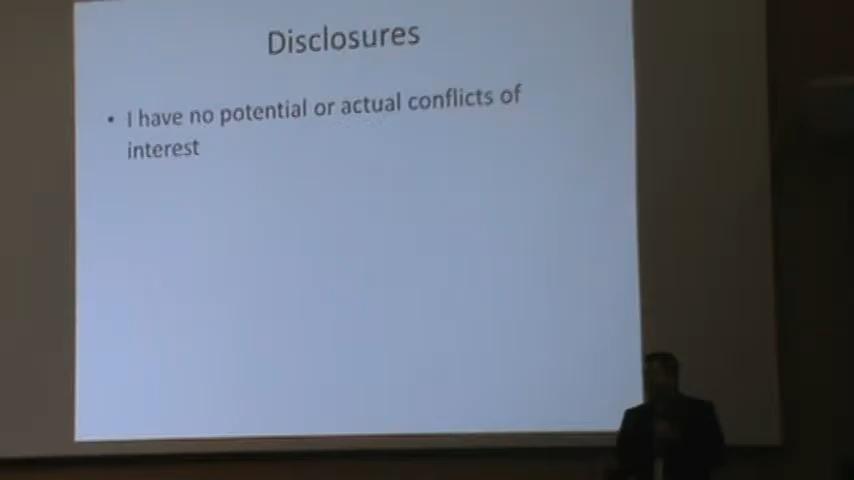 Disclosures
• I have no potential or actual conflicts of
interest